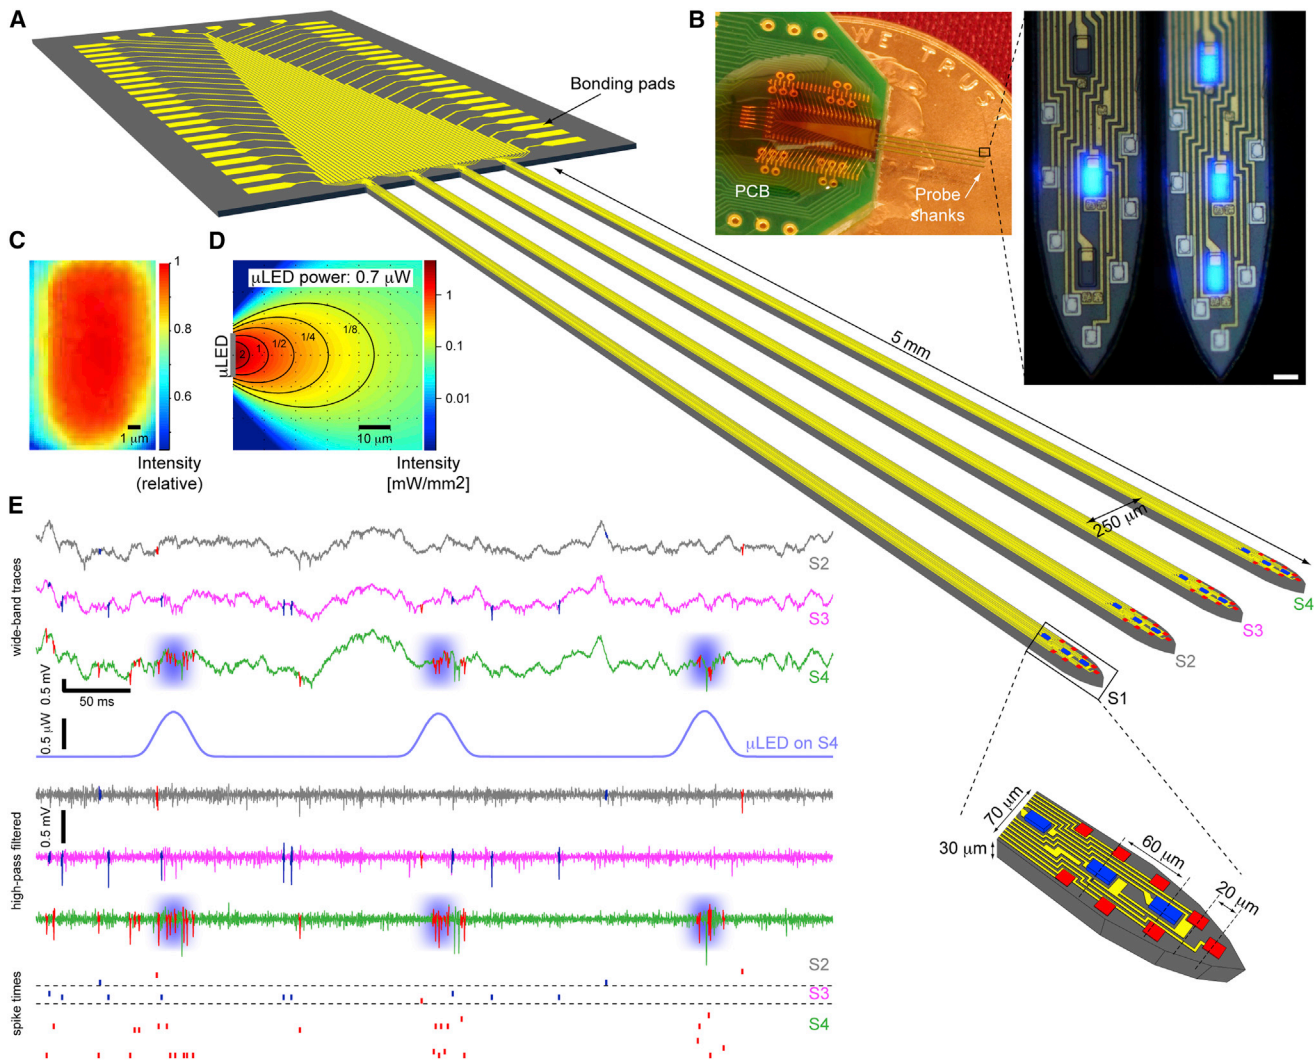 A
Bonding pads
B
WE TRUS
PCB
Probe
shanks
C
1
0.8
0.6
1 µm
Intensity
(relative)
D
µLED power: 0.7 µW
µLED
2
1
1/2
1/4
1/8
10 µm
1
0.1
0.01
Intensity
[mW/mm2]
5 mm
250 µm
S4
S3
S2
S1
70 µm
30 µm
60 µm
20 µm
E
wide-band traces
S2
S3
S4
0.5 mV
50 ms
0.5 µW
µLED on S4
high-pass filtered
0.5 mV
spike times
S2
S3
S4